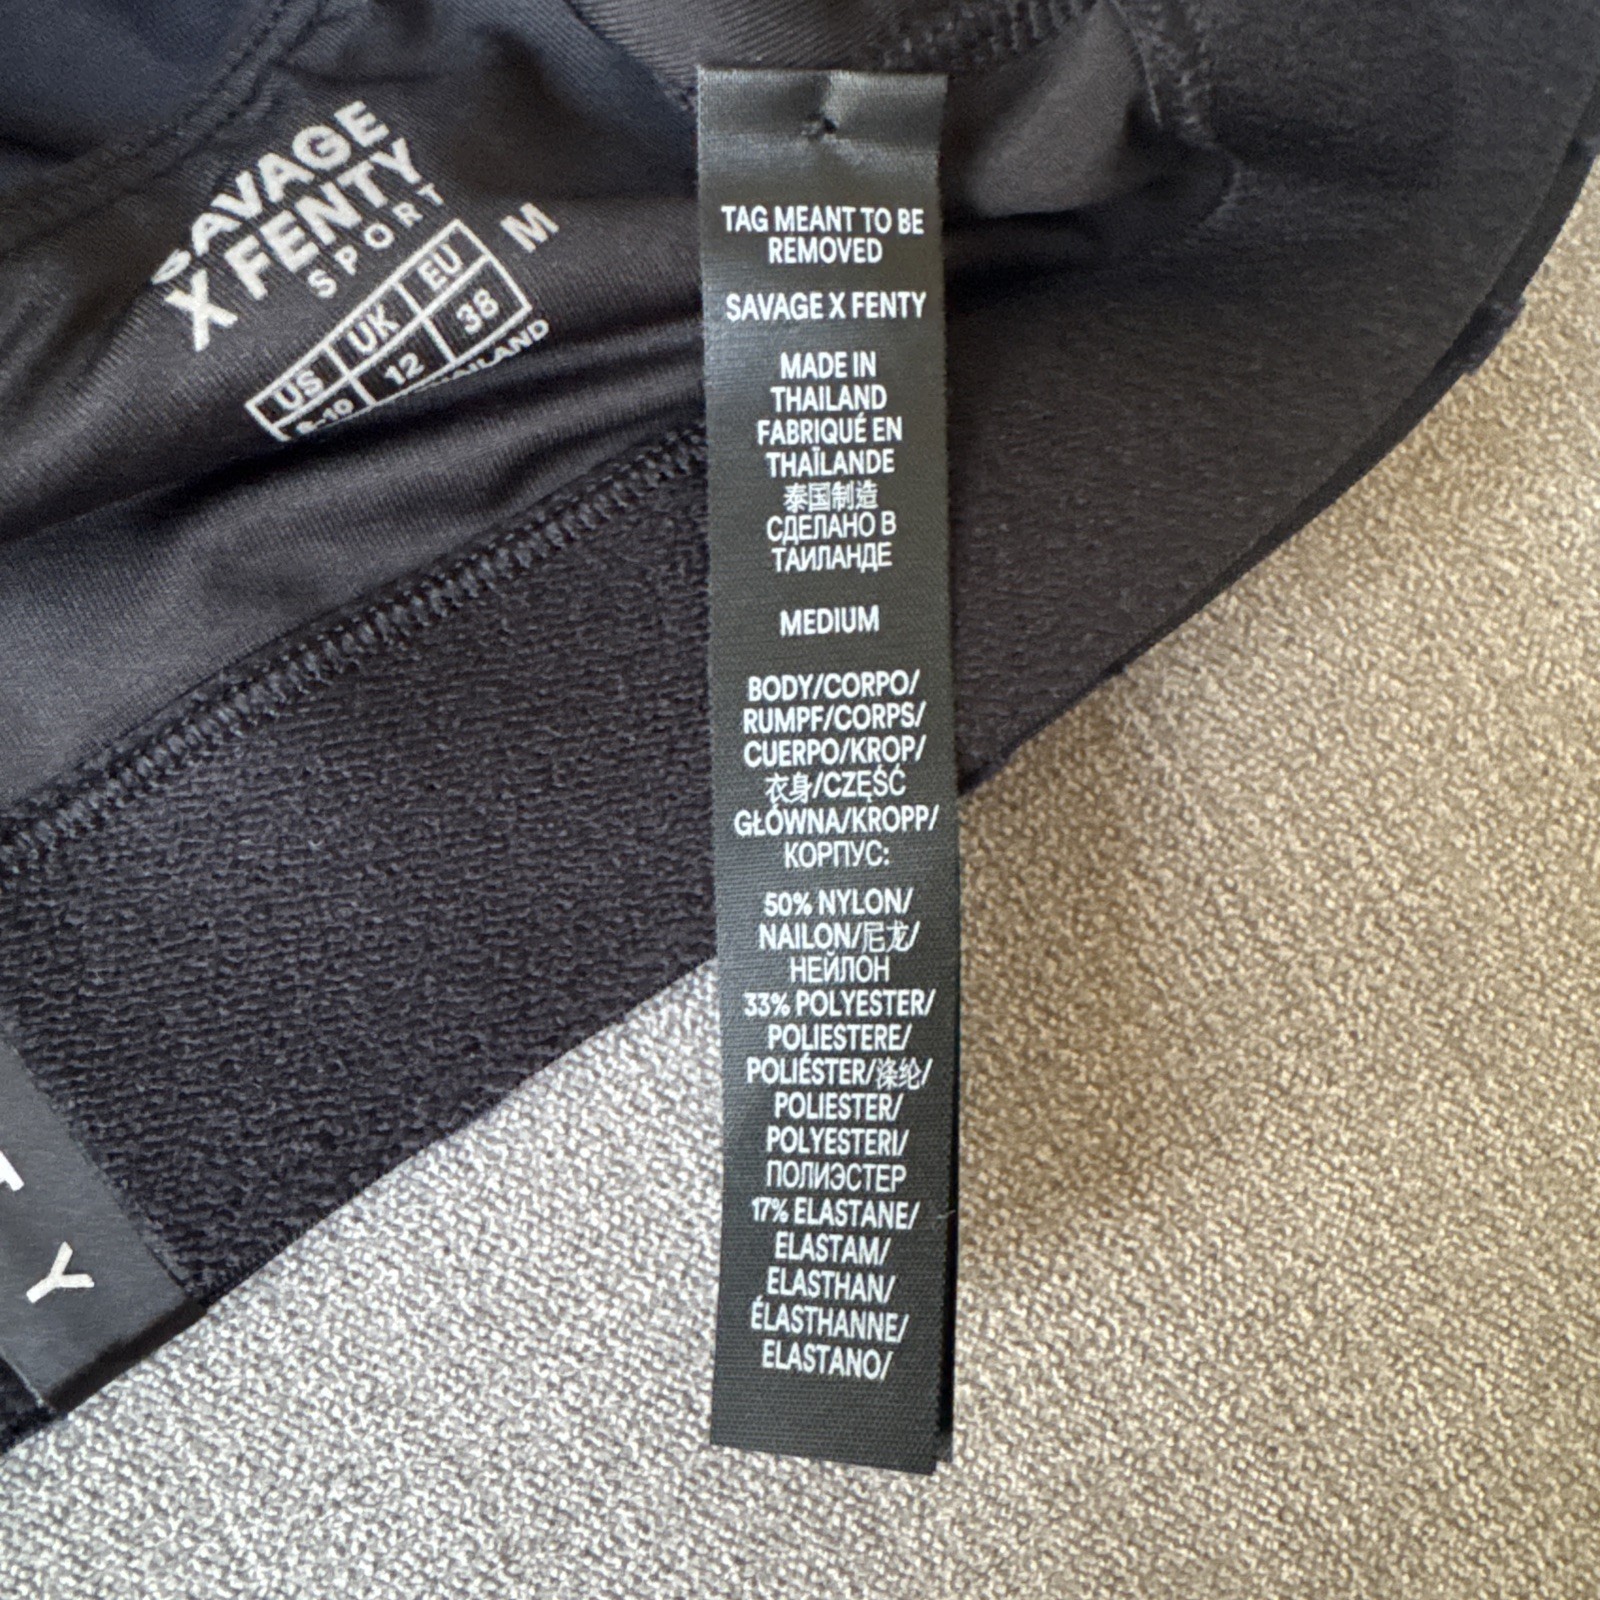 SAVAGE
X FENTY
SPORT
M
US UK EU
8-10 12 38
THAILAND
TAG MEANT TO BE
REMOVED
SAVAGE X FENTY
MADE IN
THAILAND
FABRIQUÉ EN
THAÏLANDE
泰国制造
СДЕЛАНО В
ТАИЛАНДЕ
MEDIUM
BODY/CORPO/
RUMPF/CORPS/
CUERPO/KROP/
衣身/CZĘŚĆ
GŁÓWNA/KROPP/
КОРПУС:
50% NYLON/
NAILON/尼龙/
НЕЙЛОН
33% POLYESTER/
POLIESTERE/
POLIÉSTER/涤纶/
POLIESTER/
POLYESTERI/
ПОЛИЭСТЕР
17% ELASTANE/
ELASTAM/
ELASTHAN/
ÉLASTHANNE/
ELASTANO/
T
Y